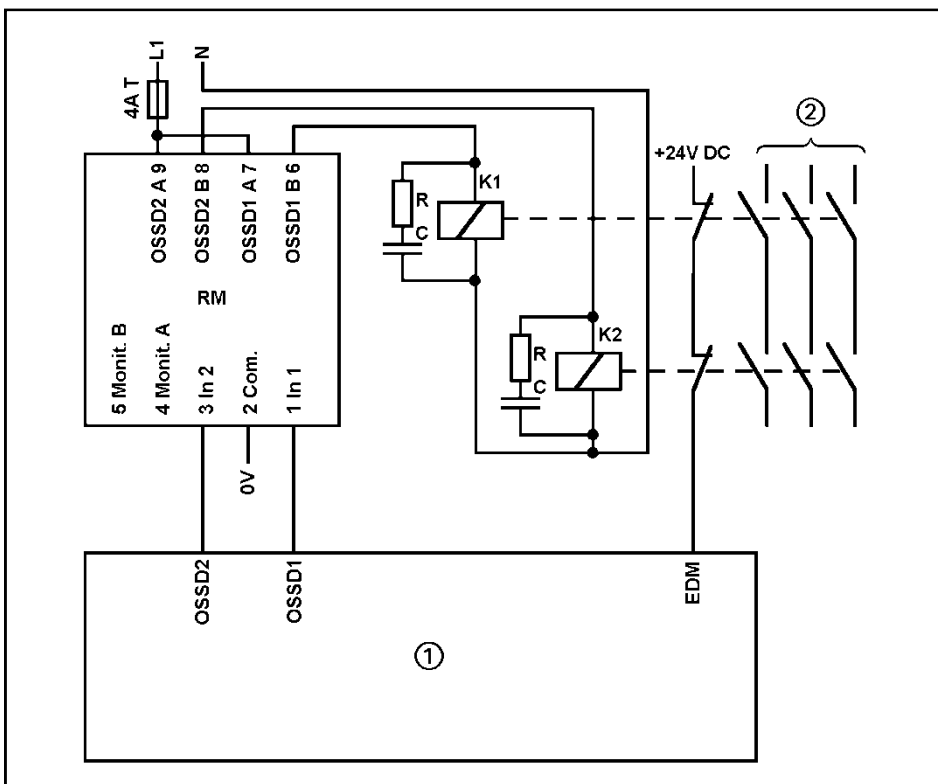 L1
N
4A T
②
+24V DC
OSSD2 A 9
OSSD2 B 8
OSSD1 A 7
OSSD1 B 6
K1
R
C
RM
K2
R
C
5 Monit. B
4 Monit. A
3 In 2
2 Com.
1 In 1
0V
OSSD2
OSSD1
EDM
①